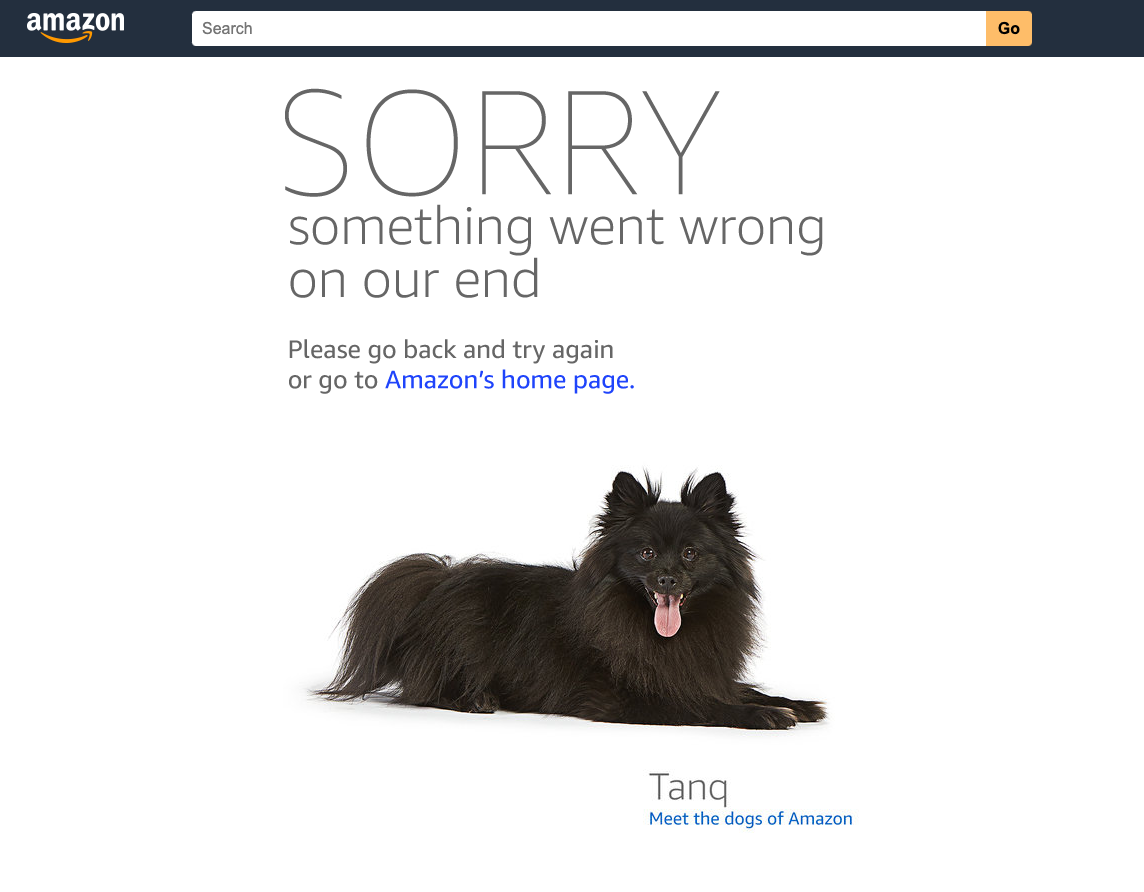 amazon
Search
Go
SORRY
something went wrong
on our end
Please go back and try again
or go to Amazon's home page.
Tanq
Meet the dogs of Amazon